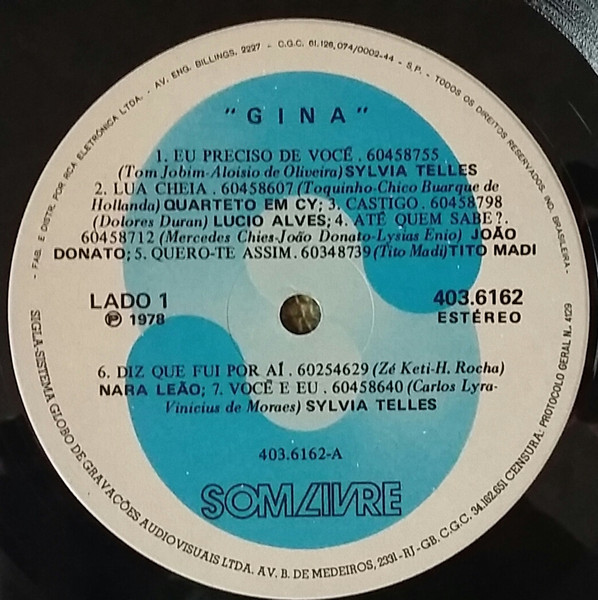 - FAB. E DISTR. POR RCA ELETRÔNICA LTDA. - AV. ENG. BILLINGS, 2227 - C.G.C. 61.126.074/0002-44 - S.P. - TODOS OS DIREITOS RESERVADOS. IND. BRASILEIRA -
"GINA"
1. EU PRECISO DE VOCÊ . 60458755
(Tom Jobim-Aloisio de Oliveira) SYLVIA TELLES
2. LUA CHEIA . 60458607 (Toquinho-Chico Buarque de
Hollanda) QUARTETO EM CY; 3. CASTIGO . 60458798
(Dolores Duran) LUCIO ALVES; 4. ATÉ QUEM SABE?.
60458712 (Mercedes Chies-João Donato-Lysias Enio) JOÃO
DONATO; 5. QUERO-TE ASSIM. 60348739 (Tito Madi) TITO MADI
LADO 1
℗ 1978
403.6162
ESTÉREO
6. DIZ QUE FUI POR AÍ . 60254629 (Zé Keti-H. Rocha)
NARA LEÃO; 7. VOCÊ E EU . 60458640 (Carlos Lyra-
Vinicius de Moraes) SYLVIA TELLES
403.6162-A
SOM LIVRE
SIGLA-SISTEMA GLOBO DE GRAVAÇÕES AUDIOVISUAIS LTDA. AV. B. DE MEDEIROS, 2331-RJ-GB. C.G.C. 34.162.651 CENSURA: PROTOCOLO GERAL N.. 4129